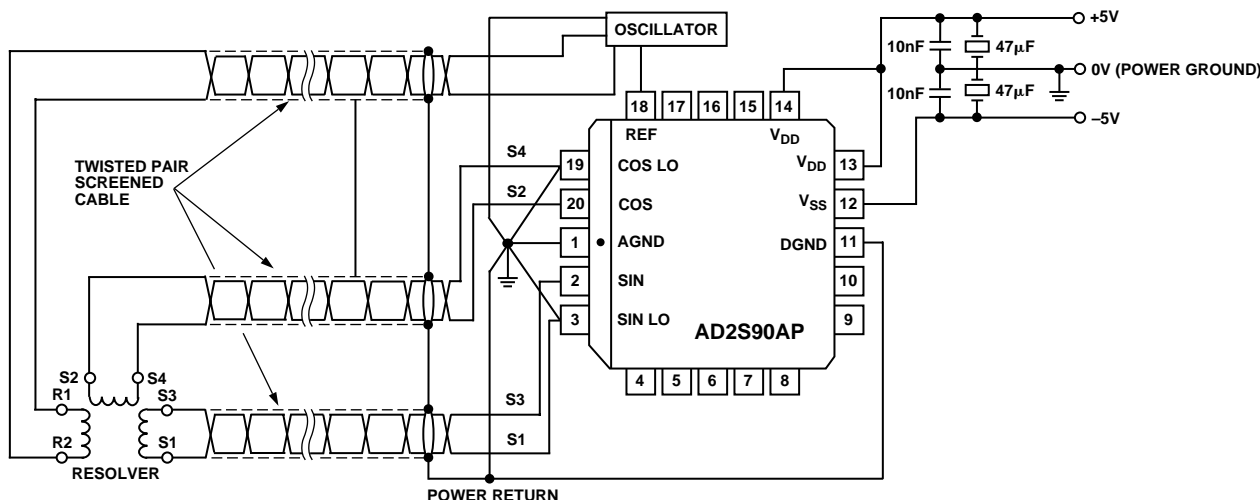 OSCILLATOR
+5V
10nF
47µF
0V (POWER GROUND)
10nF
47µF
–5V
18
17
16
15
14
REF
VDD
TWISTED PAIR
SCREENED
CABLE
S4
19
COS LO
VDD
13
S2
20
COS
VSS
12
1
AGND
DGND
11
2
SIN
10
3
SIN LO
AD2S90AP
9
4
5
6
7
8
S2
S4
R1
S3
S3
R2
S1
S1
RESOLVER
POWER RETURN